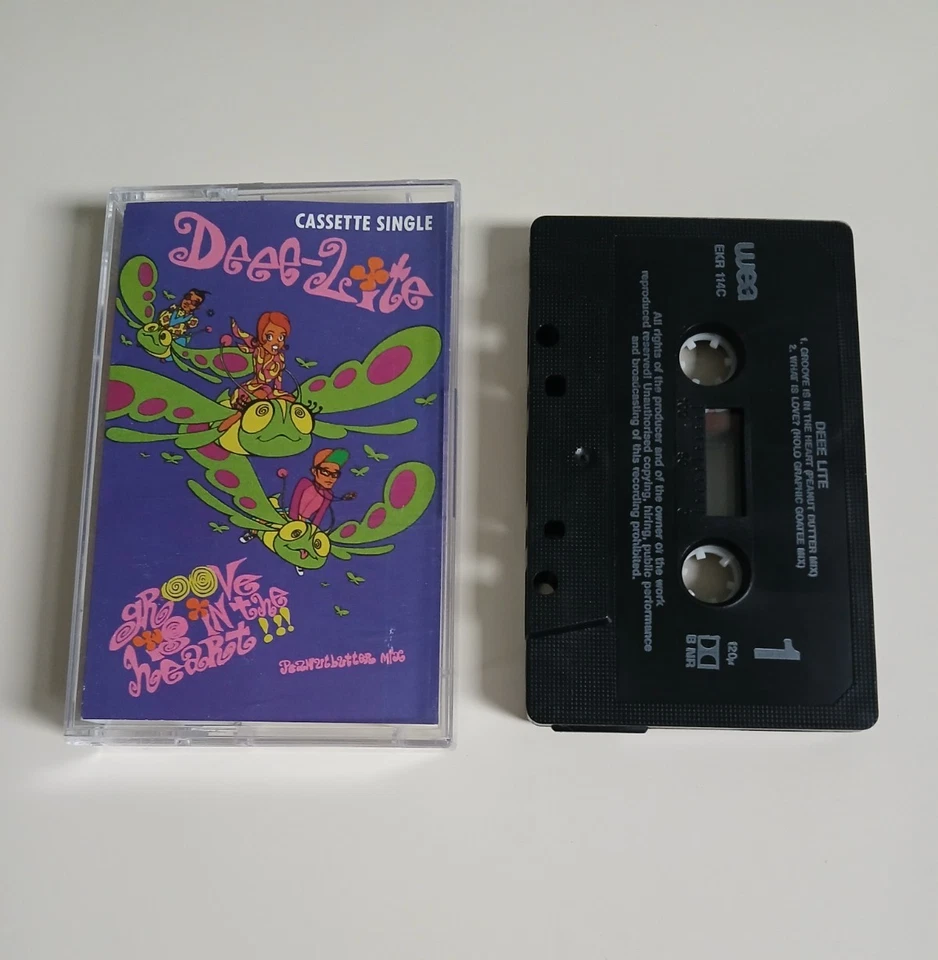 CASSETTE SINGLE
Deee-Lite
grOOVE
is IN the
heart!!!
Peanutbutter Mix
wea
EKR 114C
DEEE LITE
1. GROOVE IS IN THE HEART (PEANUT BUTTER MIX)
2. WHAT IS LOVE? (HOLO GRAPHIC GOATEE MIX)
All rights of the producer and of the owner of the work
reproduced reserved! Unauthorised copying, hiring, public performance
and broadcasting of this recording prohibited.
1
120µ
B NR